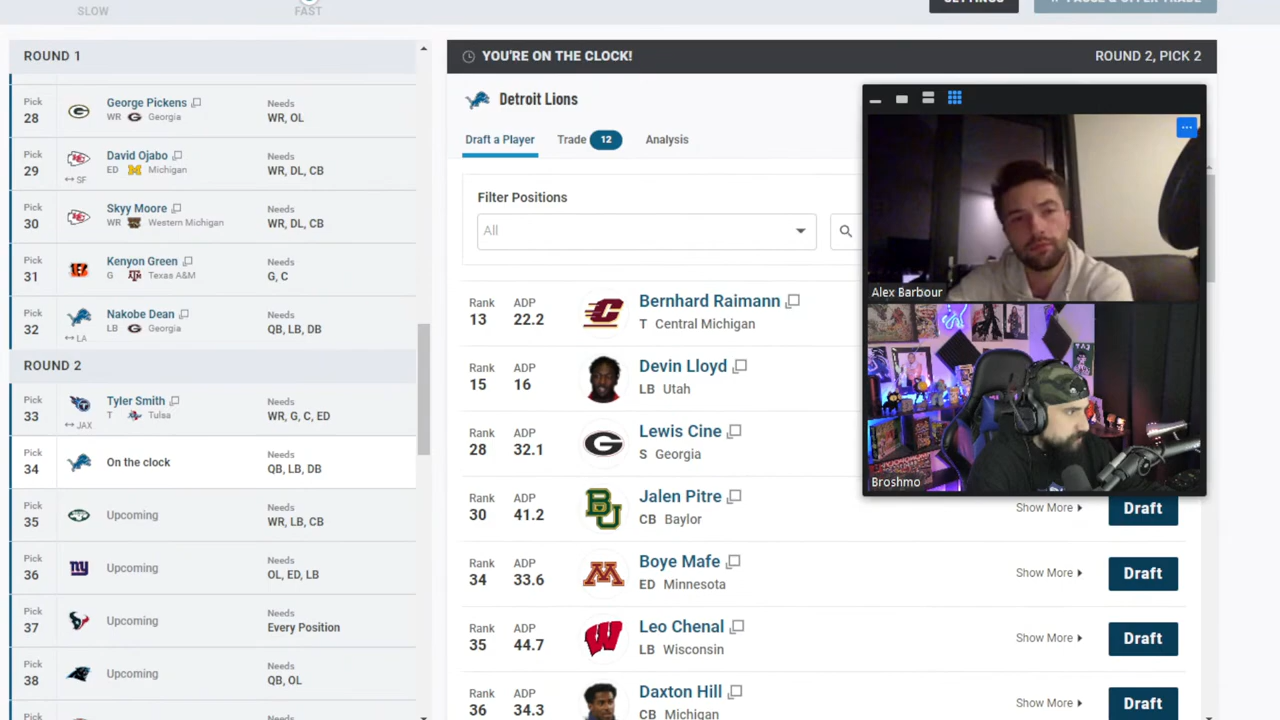 SLOW
FAST
ROUND 1
Pick
28
George Pickens
WR Georgia
Needs
WR, OL
Pick
29
David Ojabo
ED Michigan
↔ SF
Needs
WR, DL, CB
Pick
30
Skyy Moore
WR Western Michigan
Needs
WR, DL, CB
Pick
31
Kenyon Green
G Texas A&M
Needs
G, C
Pick
32
Nakobe Dean
LB Georgia
↔ LA
Needs
QB, LB, DB
ROUND 2
Pick
33
Tyler Smith
T Tulsa
↔ JAX
Needs
WR, G, C, ED
Pick
34
On the clock
Needs
QB, LB, DB
Pick
35
Upcoming
Needs
WR, LB, CB
Pick
36
Upcoming
Needs
OL, ED, LB
Pick
37
Upcoming
Needs
Every Position
Pick
38
Upcoming
Needs
QB, OL
YOU'RE ON THE CLOCK!
ROUND 2, PICK 2
Detroit Lions
Draft a Player
Trade 12
Analysis
Filter Positions
All
Rank
13
ADP
22.2
Bernhard Raimann
T Central Michigan
Rank
15
ADP
16
Devin Lloyd
LB Utah
Rank
28
ADP
32.1
Lewis Cine
S Georgia
Rank
30
ADP
41.2
Jalen Pitre
CB Baylor
Show More
Draft
Rank
34
ADP
33.6
Boye Mafe
ED Minnesota
Show More
Draft
Rank
35
ADP
44.7
Leo Chenal
LB Wisconsin
Show More
Draft
Rank
36
ADP
34.3
Daxton Hill
CB Michigan
Show More
Draft
Alex Barbour
Broshmo